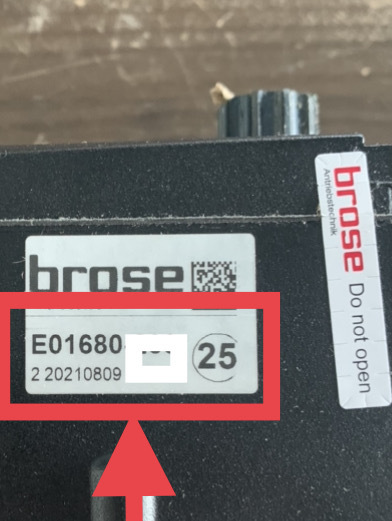 brose
E01680
25
2 20210809
brose
Antriebstechnik
Do not open